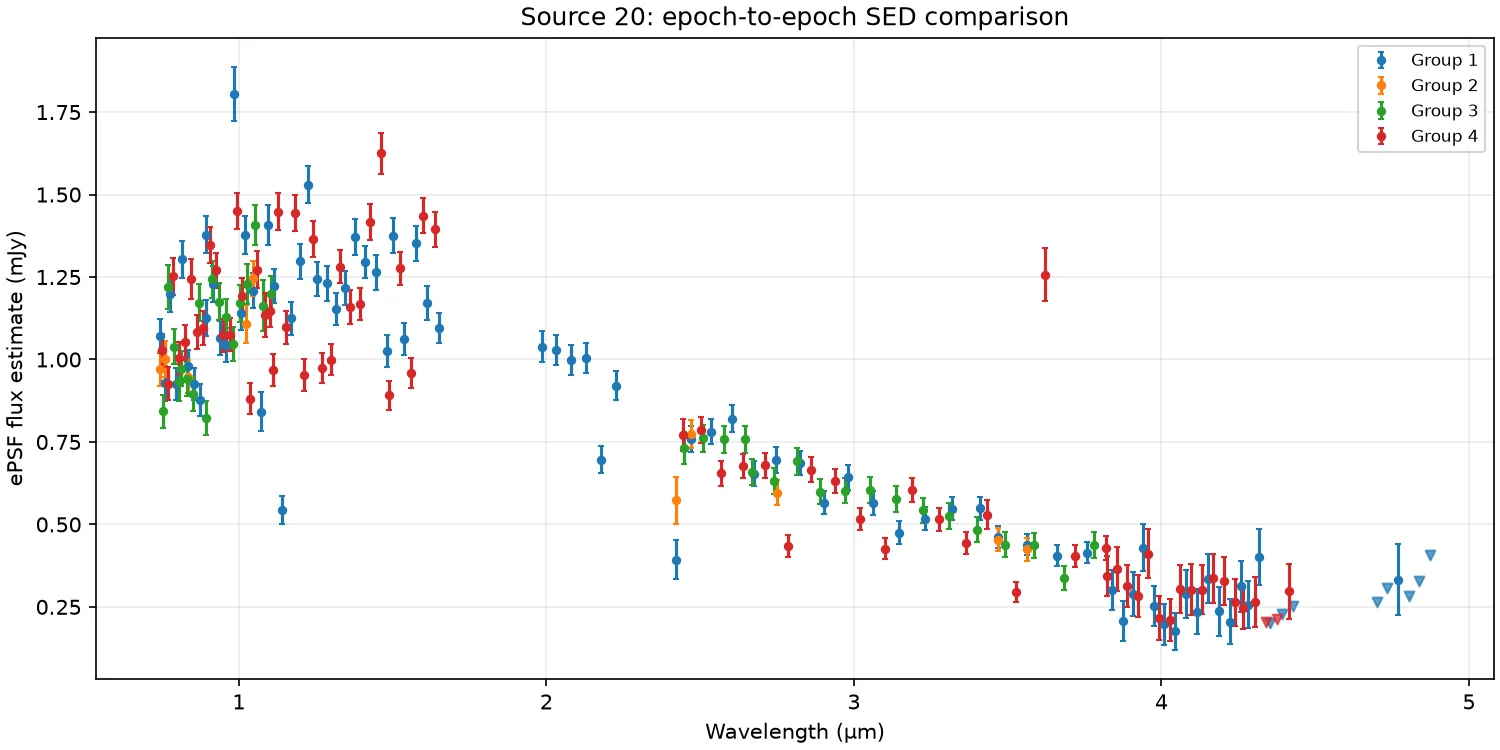 Source 20: epoch-to-epoch SED comparison
ePSF flux estimate (mJy)
1.75
1.50
1.25
1.00
0.75
0.50
0.25
Group 1
Group 2
Group 3
Group 4
1 2 3 4 5
Wavelength (μm)